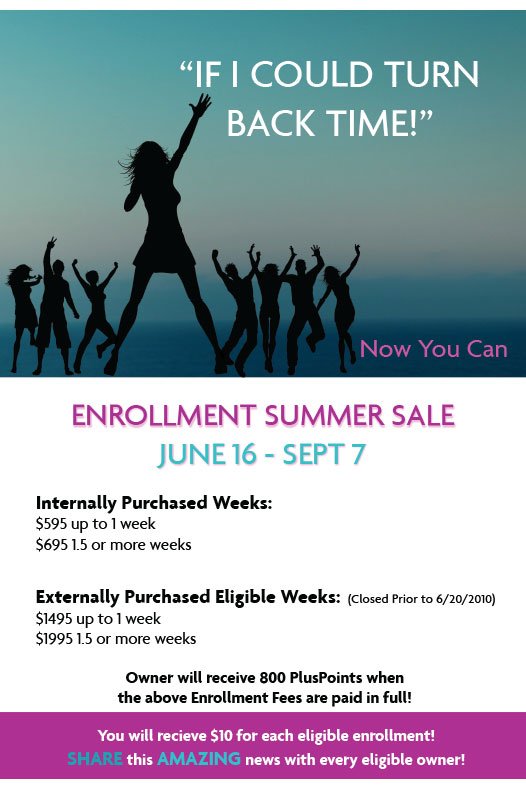 “IF I COULD TURN
BACK TIME!”
Now You Can
ENROLLMENT SUMMER SALE
JUNE 16 - SEPT 7
Internally Purchased Weeks:
$595 up to 1 week
$695 1.5 or more weeks
Externally Purchased Eligible Weeks: (Closed Prior to 6/20/2010)
$1495 up to 1 week
$1995 1.5 or more weeks
Owner will receive 800 PlusPoints when
the above Enrollment Fees are paid in full!
You will recieve $10 for each eligible enrollment!
SHARE this AMAZING news with every eligible owner!